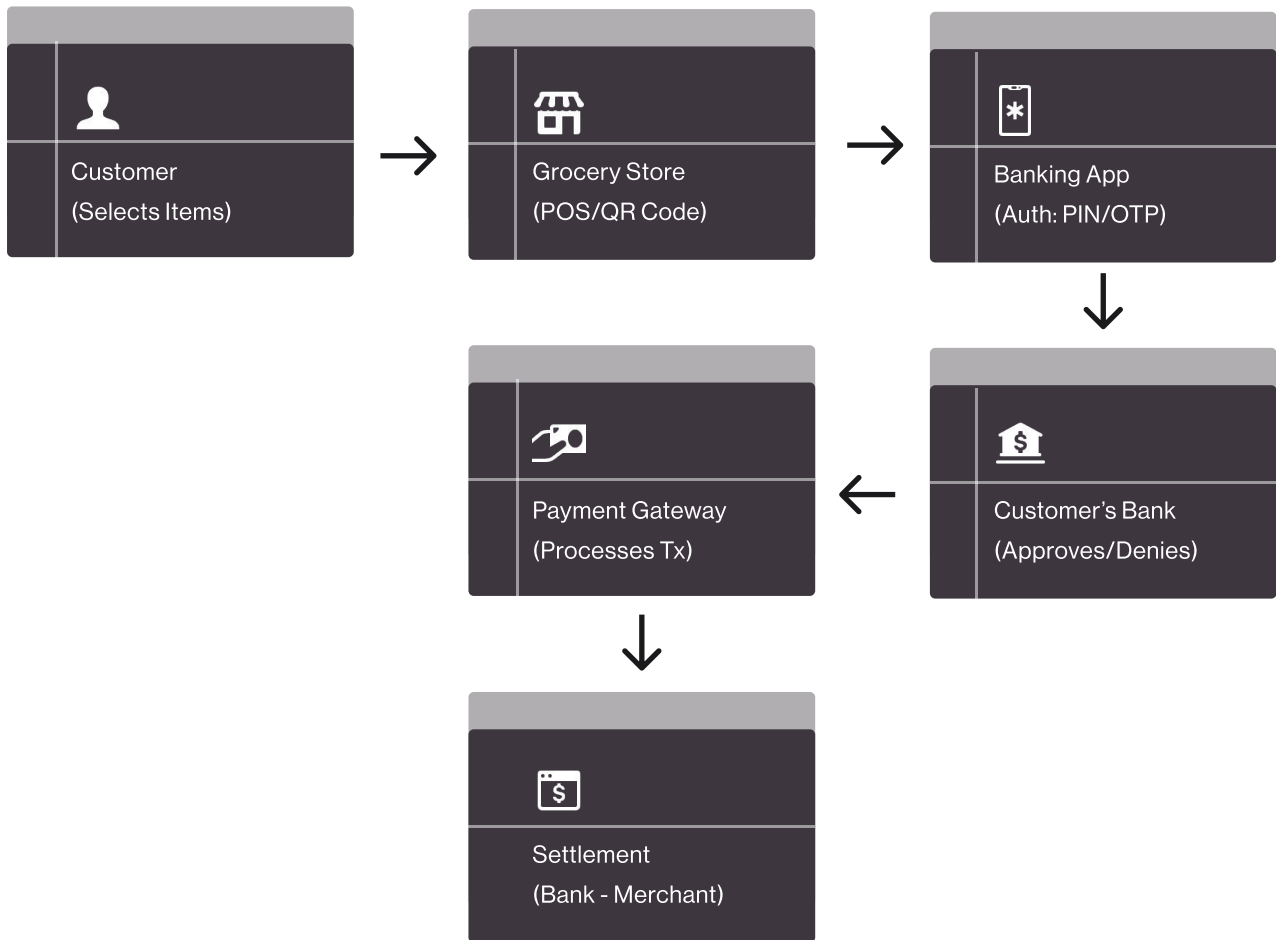 Customer
(Selects Items)
Grocery Store
(POS/QR Code)
Banking App
(Auth: PIN/OTP)
Customer’s Bank
(Approves/Denies)
Payment Gateway
(Processes Tx)
Settlement
(Bank - Merchant)